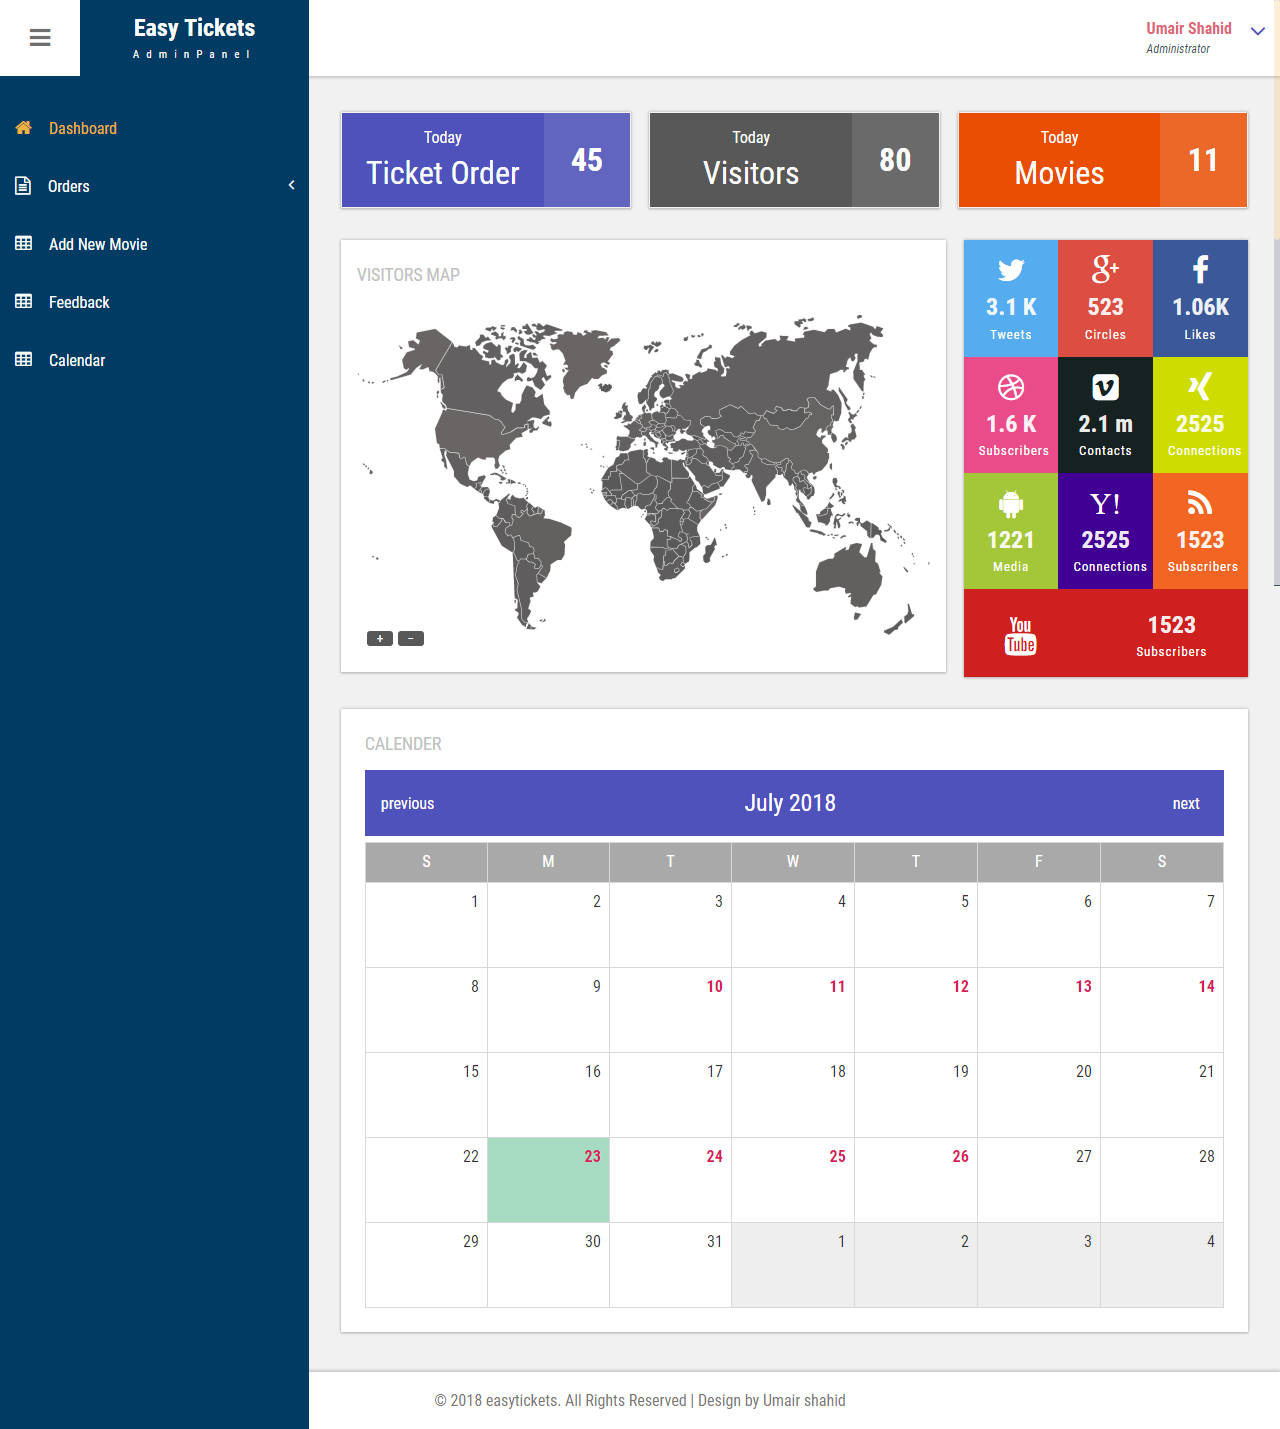 Easy Tickets
AdminPanel
Umair Shahid
Administrator
Dashboard
Orders
Add New Movie
Feedback
Calendar
Today
Ticket Order
45
Today
Visitors
80
Today
Movies
11
VISITORS MAP
+ −
3.1 K
Tweets
g+
523
Circles
f
1.06K
Likes
1.6 K
Subscribers
2.1 m
Contacts
2525
Connections
1221
Media
Y!
2525
Connections
1523
Subscribers
You
Tube
1523
Subscribers
CALENDER
previous July 2018 next
S M T W T F S
1 2 3 4 5 6 7
8 9 10 11 12 13 14
15 16 17 18 19 20 21
22 23 24 25 26 27 28
29 30 31 1 2 3 4
© 2018 easytickets. All Rights Reserved | Design by Umair shahid